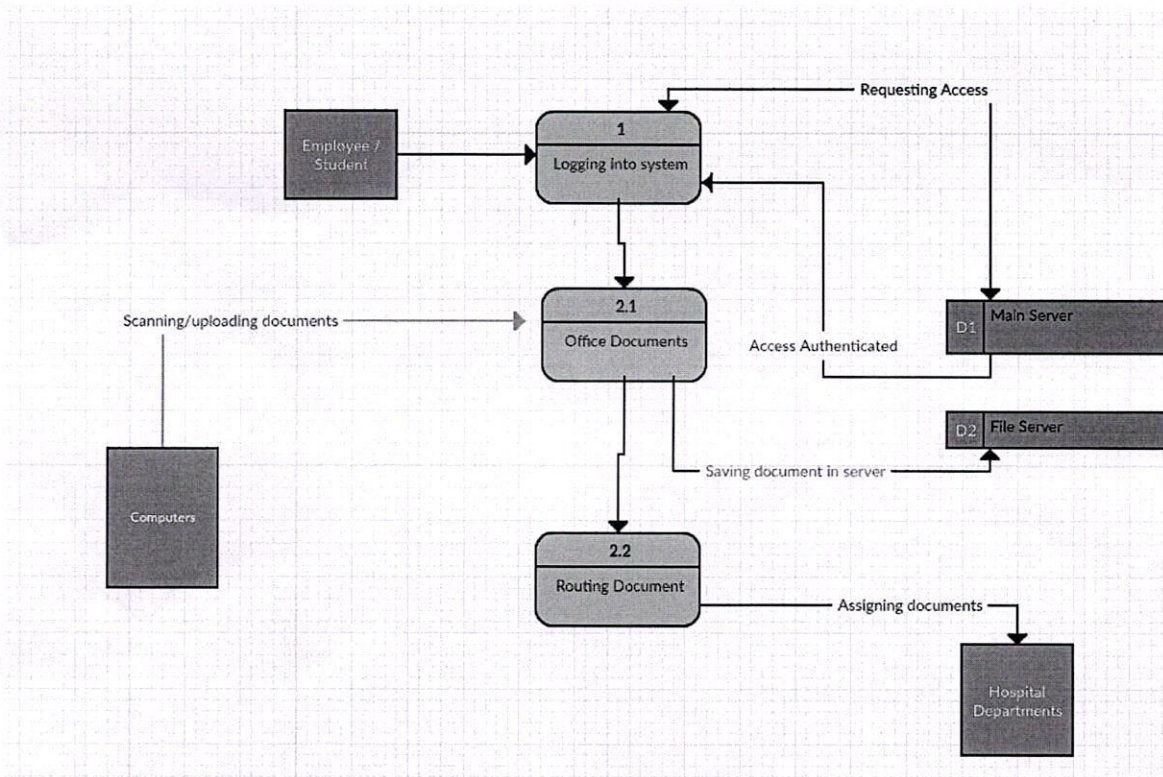 Requesting Access
1
Employee /
Student
Logging into system
2.1
Scanning/uploading documents
Office Documents
D1
Main Server
Access Authenticated
D2
File Server
Saving document in server
Computers
2.2
Routing Document
Assigning documents
Hospital
Departments